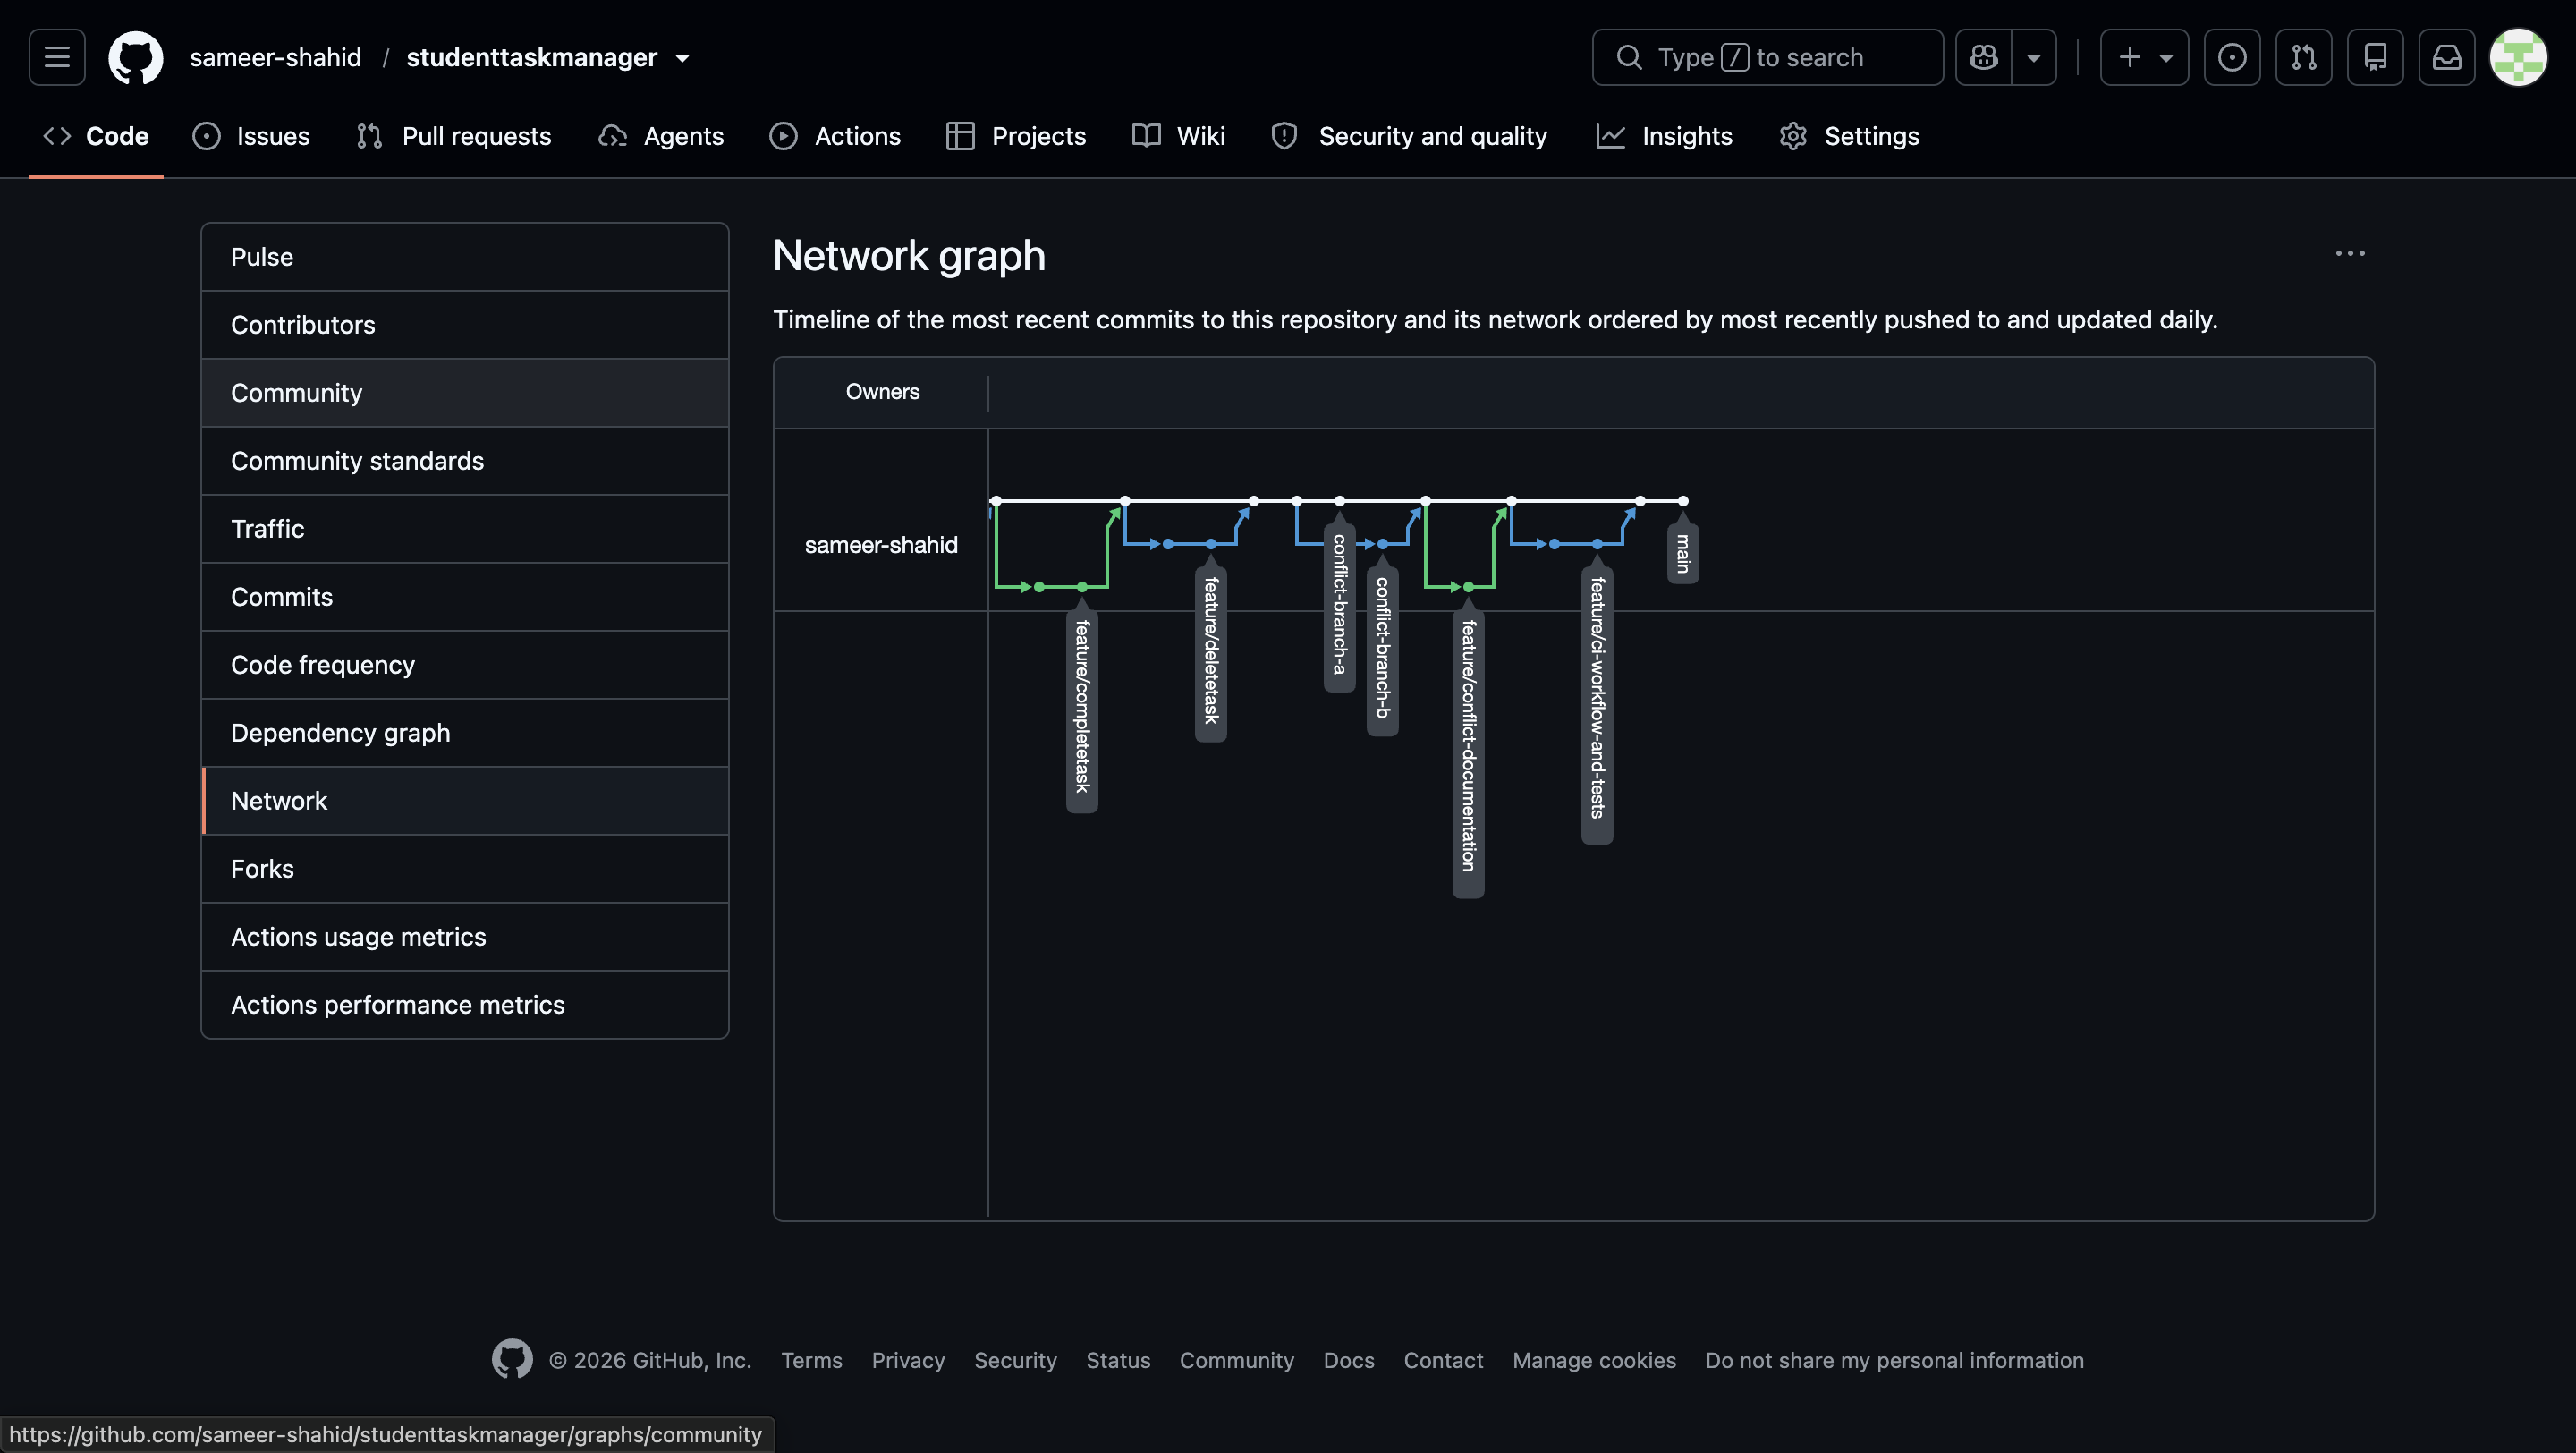 sameer-shahid / studenttaskmanager
Type / to search
Code
Issues
Pull requests
Agents
Actions
Projects
Wiki
Security and quality
Insights
Settings
Pulse
Contributors
Community
Community standards
Traffic
Commits
Code frequency
Dependency graph
Network
Forks
Actions usage metrics
Actions performance metrics
Network graph
Timeline of the most recent commits to this repository and its network ordered by most recently pushed to and updated daily.
Owners
sameer-shahid
feature/completetask
feature/deletetask
conflict-branch-a
conflict-branch-b
feature/conflict-documentation
feature/ci-workflow-and-tests
main
© 2026 GitHub, Inc.
Terms
Privacy
Security
Status
Community
Docs
Contact
Manage cookies
Do not share my personal information
https://github.com/sameer-shahid/studenttaskmanager/graphs/community